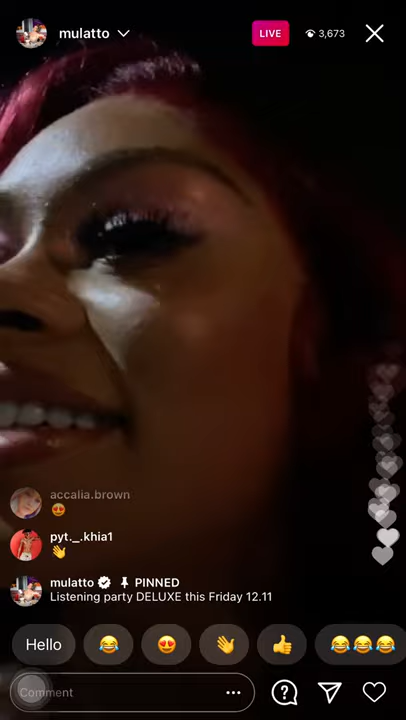 mulatto
LIVE
3,673
accalia.brown
😍
pyt._.khia1
👋
mulatto PINNED
Listening party DELUXE this Friday 12.11
Hello 😂 😍 👋 👍 😂😂😂
Comment